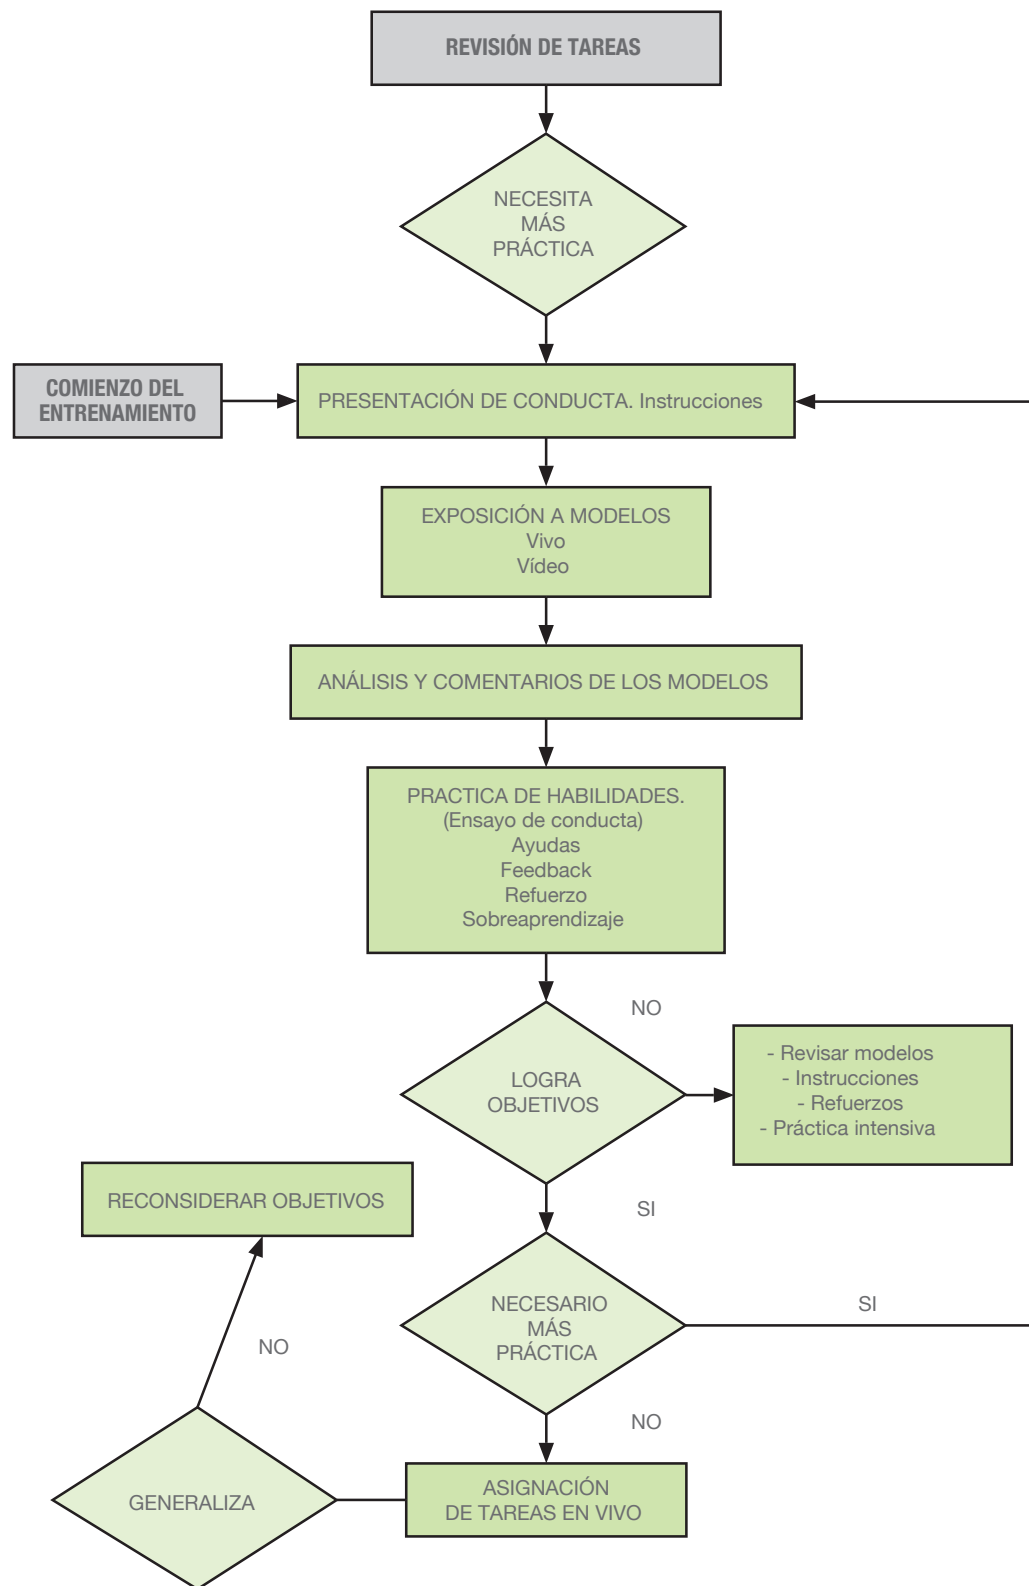 REVISIÓN DE TAREAS
NECESITA
MÁS
PRÁCTICA
COMIENZO DEL
ENTRENAMIENTO
PRESENTACIÓN DE CONDUCTA. Instrucciones
EXPOSICIÓN A MODELOS
Vivo
Vídeo
ANÁLISIS Y COMENTARIOS DE LOS MODELOS
PRACTICA DE HABILIDADES.
(Ensayo de conducta)
Ayudas
Feedback
Refuerzo
Sobreaprendizaje
NO
LOGRA
OBJETIVOS
- Revisar modelos
- Instrucciones
- Refuerzos
- Práctica intensiva
SI
RECONSIDERAR OBJETIVOS
NECESARIO
MÁS
PRÁCTICA
SI
NO
NO
GENERALIZA
ASIGNACIÓN
DE TAREAS EN VIVO